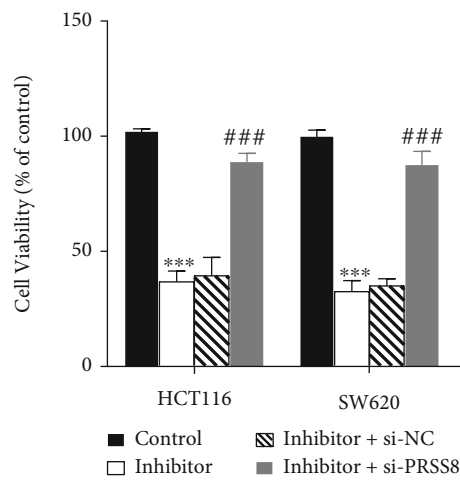 150
100
50
0
Cell Viability (% of control)
###
###
***
***
HCT116
SW620
Control
Inhibitor + si-NC
Inhibitor
Inhibitor + si-PRSS8